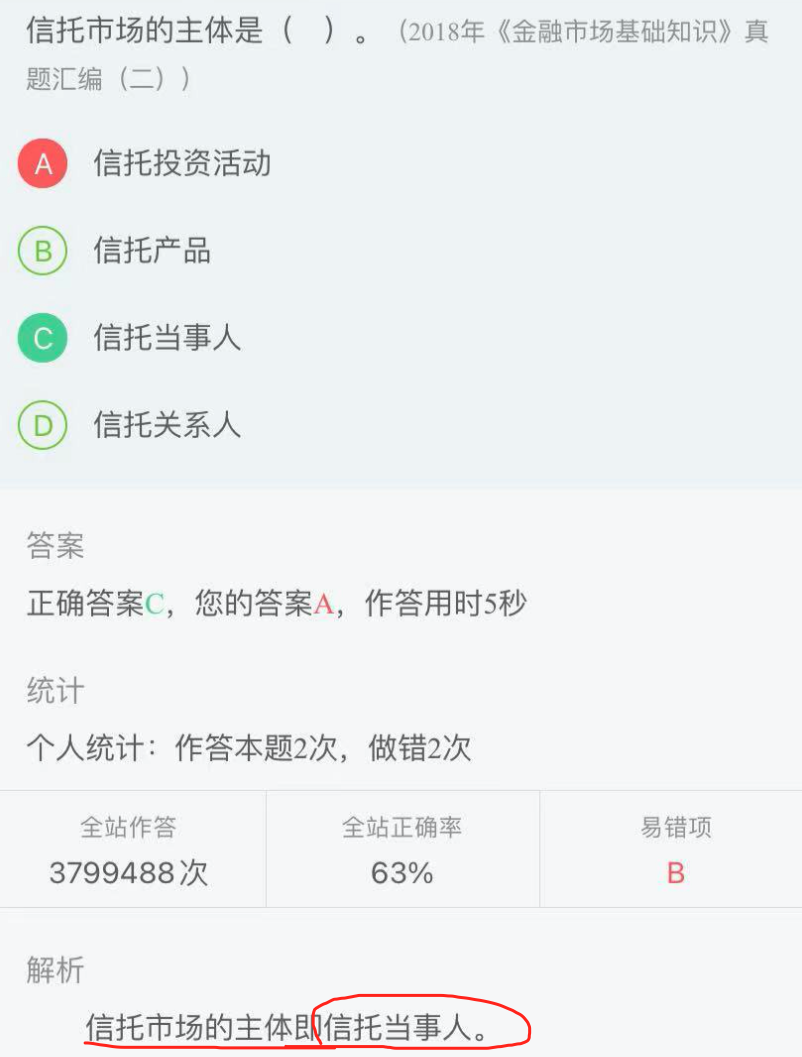 信托市场的主体是（　）。（2018年《金融市场基础知识》真
题汇编（二））
A 信托投资活动
B 信托产品
C 信托当事人
D 信托关系人
答案
正确答案C，您的答案A，作答用时5秒
统计
个人统计：作答本题2次，做错2次
全站作答 全站正确率 易错项
3799488次 63% B
解析
信托市场的主体即信托当事人。